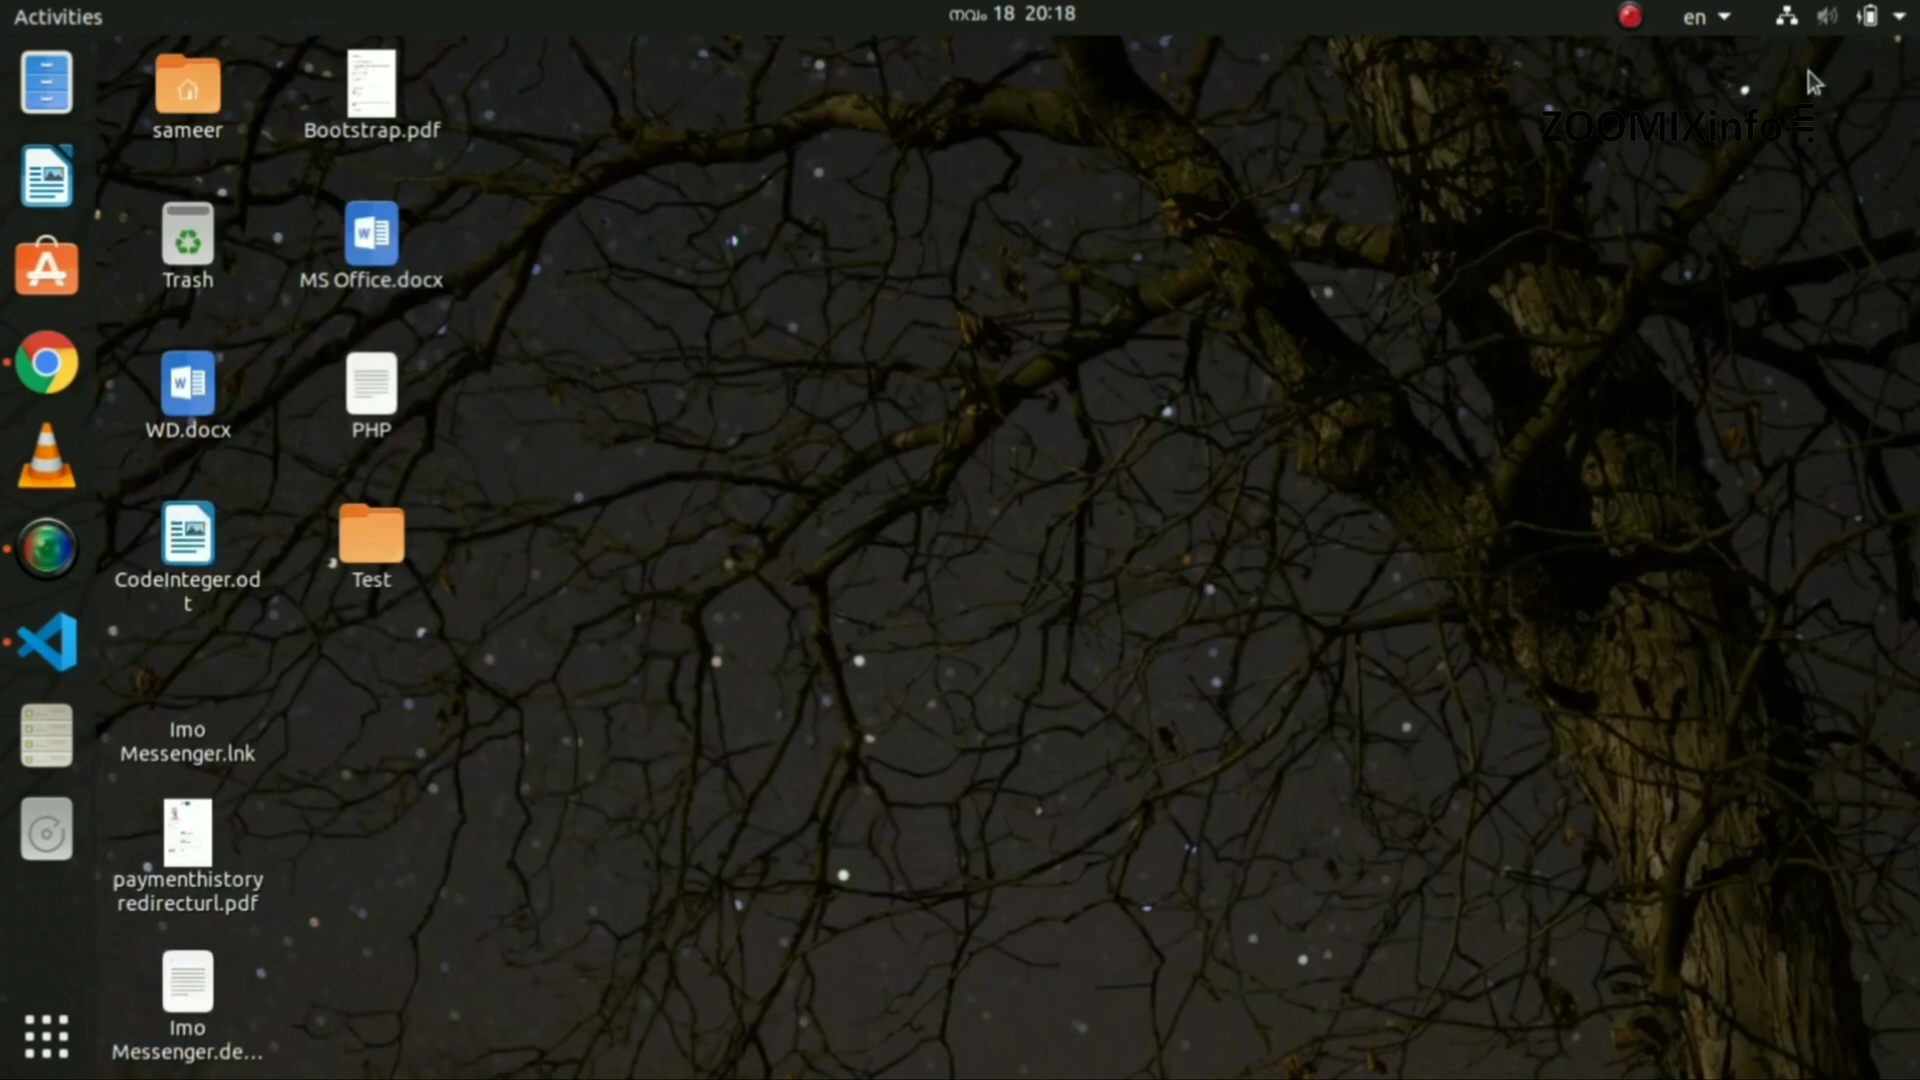 Activities
നവം 18 20:18
en
sameer
Bootstrap.pdf
ZOOMIXinfo
Trash
MS Office.docx
WD.docx
PHP
CodeInteger.od
t
Test
Imo
Messenger.lnk
paymenthistory
redirecturl.pdf
Imo
Messenger.de...